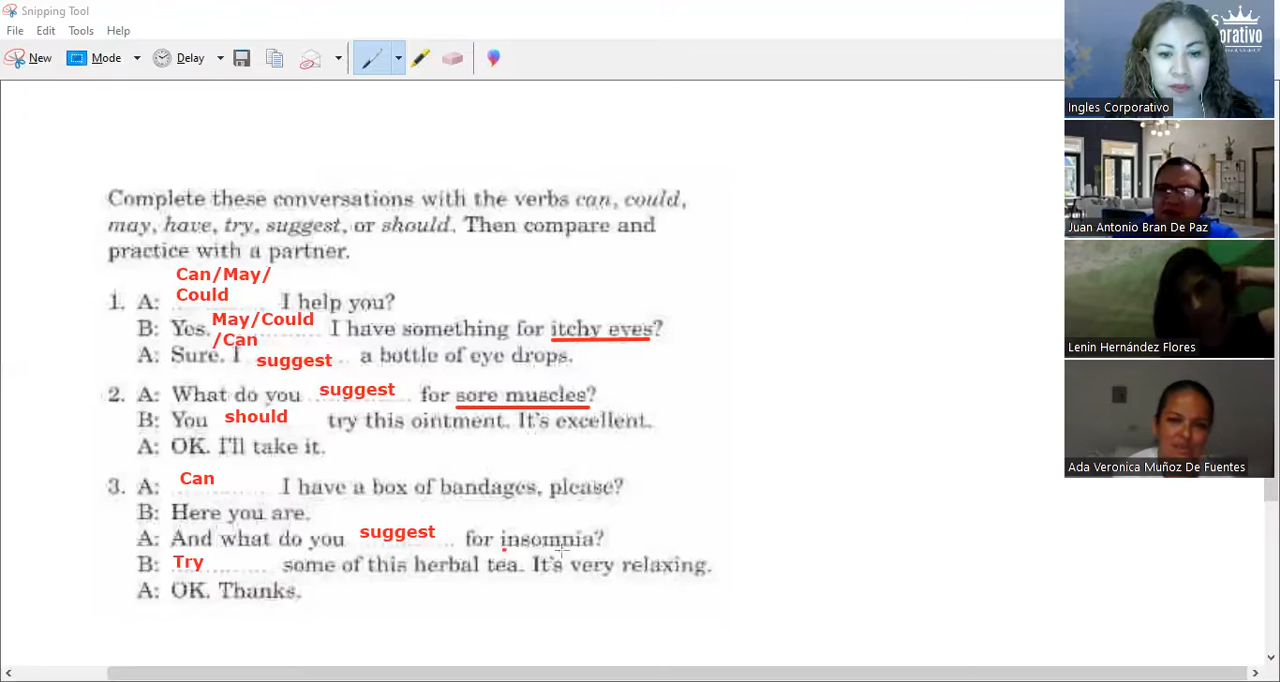 Snipping Tool
File Edit Tools Help
New Mode Delay
Complete these conversations with the verbs can, could,
may, have, try, suggest, or should. Then compare and
practice with a partner.
Can/May/
Could
1. A: I help you?
May/Could
/Can
B: Yes. I have something for itchy eyes?
A: Sure. I suggest a bottle of eye drops.
2. A: What do you suggest for sore muscles?
B: You should try this ointment. It's excellent.
A: OK. I'll take it.
3. A: Can I have a box of bandages, please?
B: Here you are.
A: And what do you suggest for insomnia?
B: Try some of this herbal tea. It's very relaxing.
A: OK. Thanks.
Ingles Corporativo
Juan Antonio Bran De Paz
Lenin Hernández Flores
Ada Veronica Muñoz De Fuentes